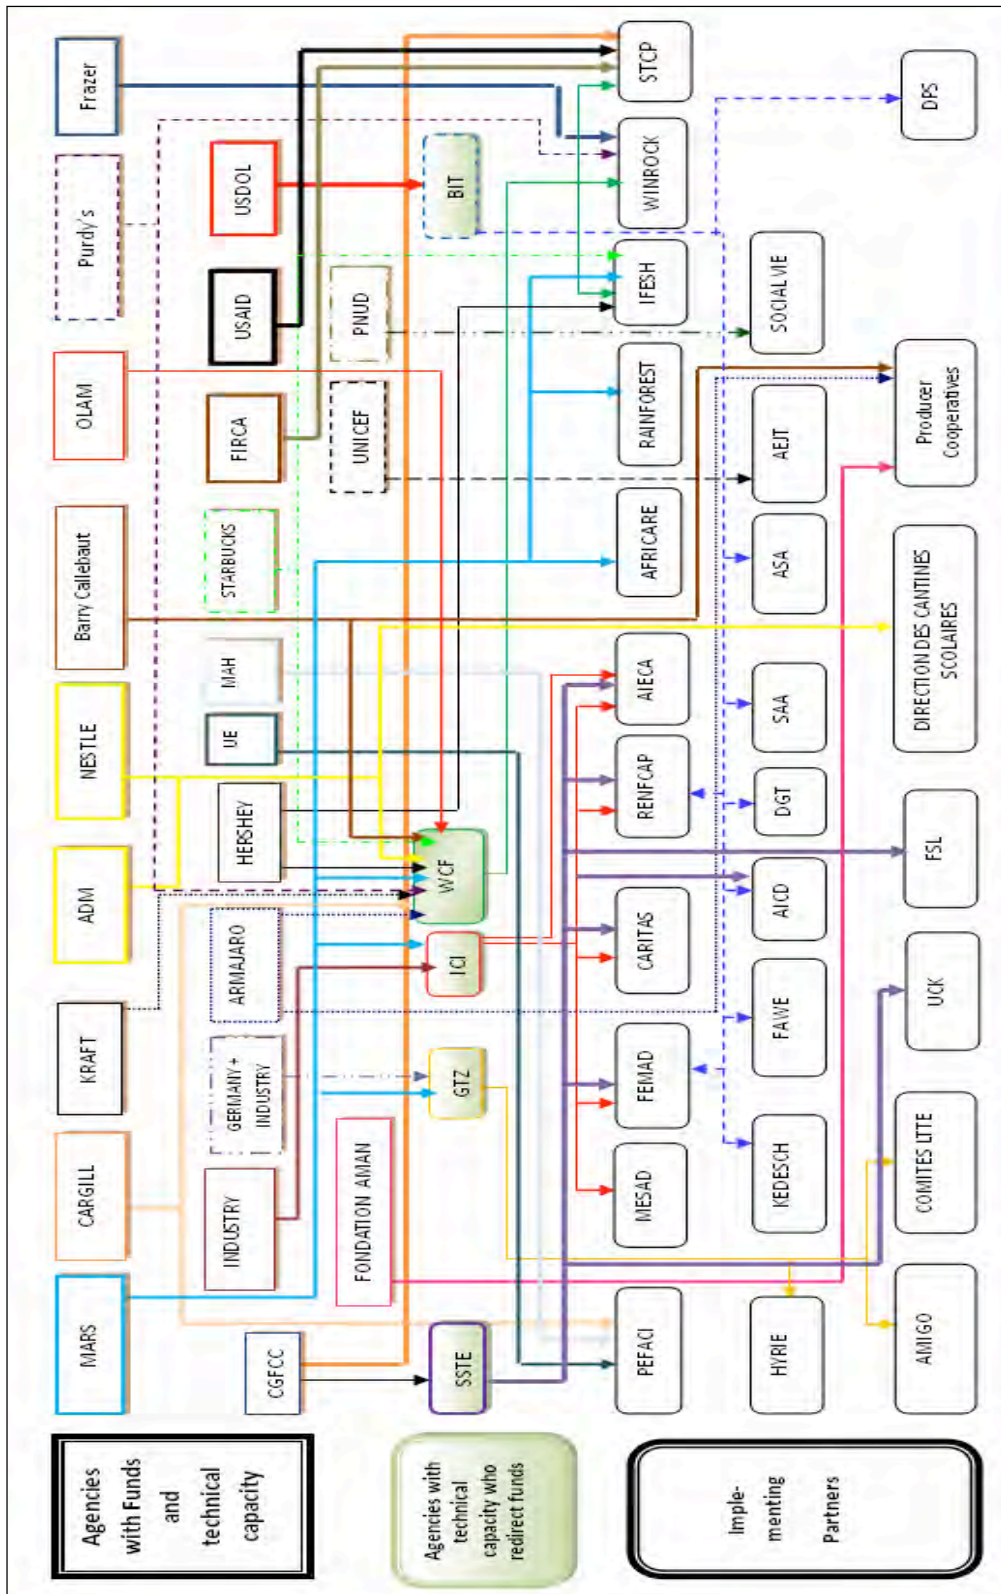 Agencies
with Funds
and
technical
capacity
MARS
CARGILL
KRAFT
ADM
NESTLE
Barry Callebaut
OLAM
Purdy's
Frazer
CGFCC
INDUSTRY
GERMANY +
INDUSTRY
ARMAJARO
HERSHEY
UE
MAH
STARBUCKS
FIRCA
USAID
USDOL
FONDATION AMAN
UNICEF
PNUD
Agencies with
technical
capacity who
redirect funds
SSTE
GTZ
ICI
WCF
BIT
Imple-
menting
Partners
PEFACI
MESAD
FEMAD
CARITAS
RENFCAP
AIECA
AFRICARE
RAINFOREST
IFESH
WINROCK
STCP
HYRIE
KEDESCH
FAWE
AICD
DGT
SAA
ASA
AEJT
SOCIALVIE
AMIGO
COMITES LTTE
UCK
FSL
DIRECTION DES CANTINES
SCOLAIRES
Producer
Cooperatives
DPS